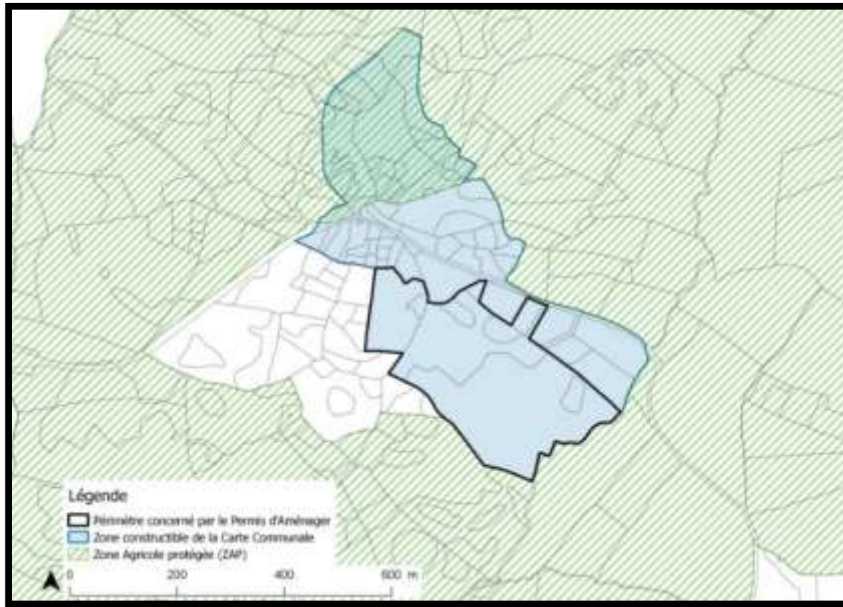 Légende
Périmètre concerné par le Permis d'Aménager
Zone constructible de la Carte Communale
Zone Agricole protégée (ZAP)
0 200 400 600 m